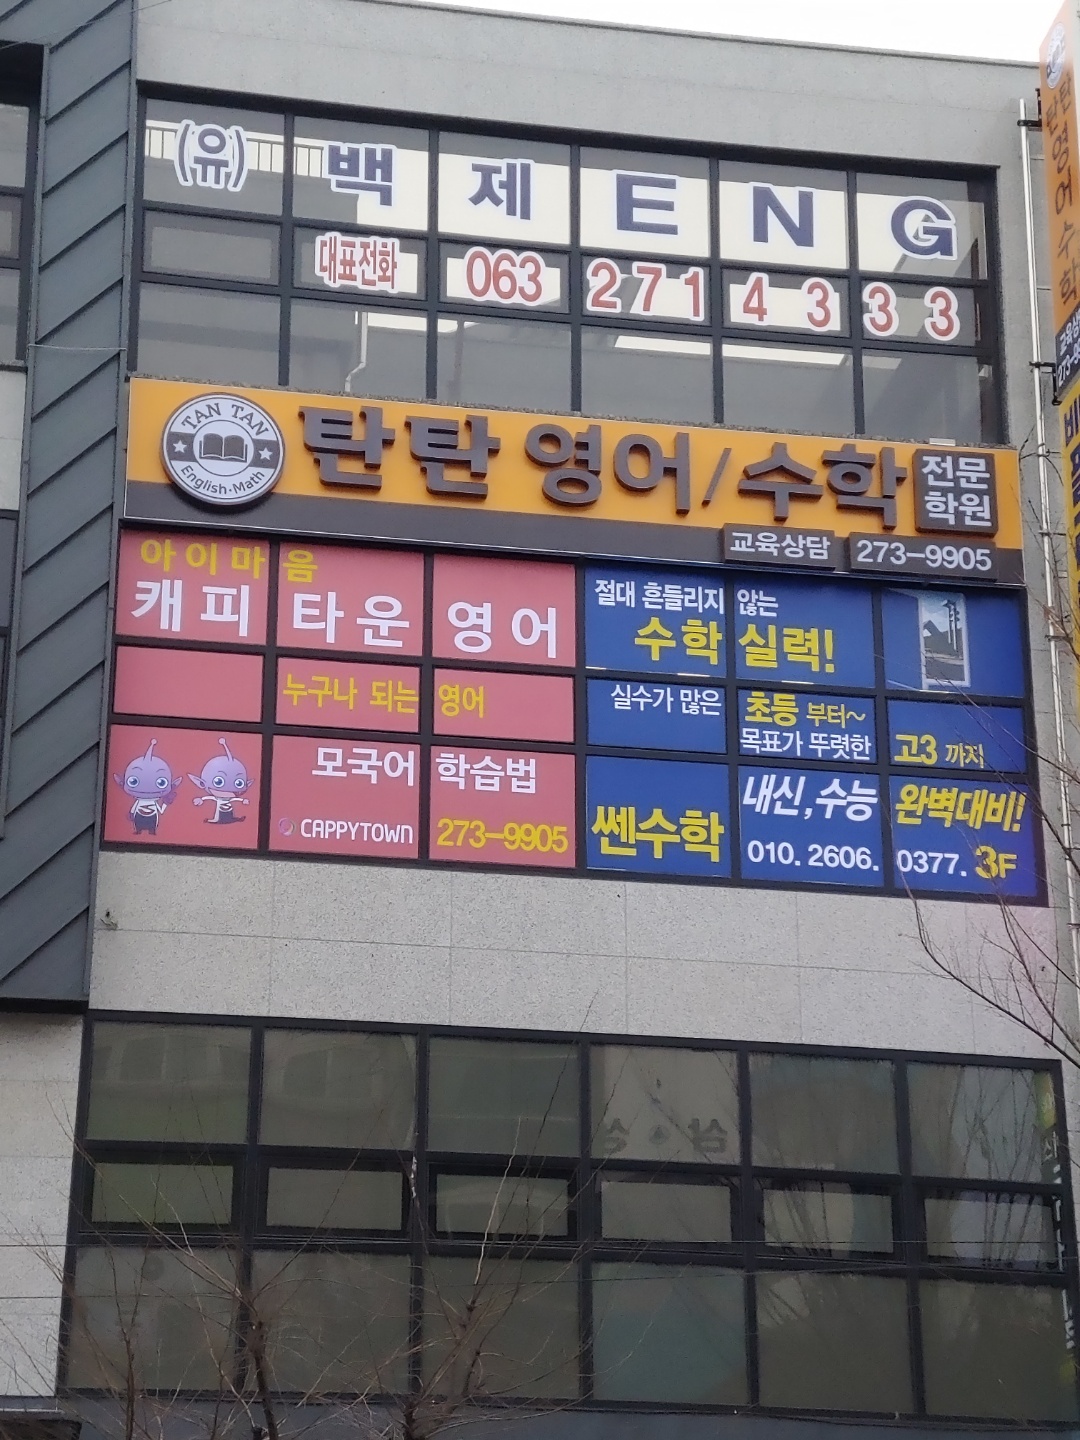 (유) 백제ENG
대표전화 063 271 4333
TAN TAN
English·Math
탄탄영어/수학 전문학원
교육상담 273-9905
아이마음
캐피타운 영어
누구나 되는 영어
모국어 학습법
CAPPYTOWN 273-9905
절대 흔들리지 않는
수학 실력!
실수가 많은 초등 부터~
목표가 뚜렷한 고3 까지
쎈수학 내신,수능 완벽대비!
010. 2606. 0377. 3F
탄탄영어수학